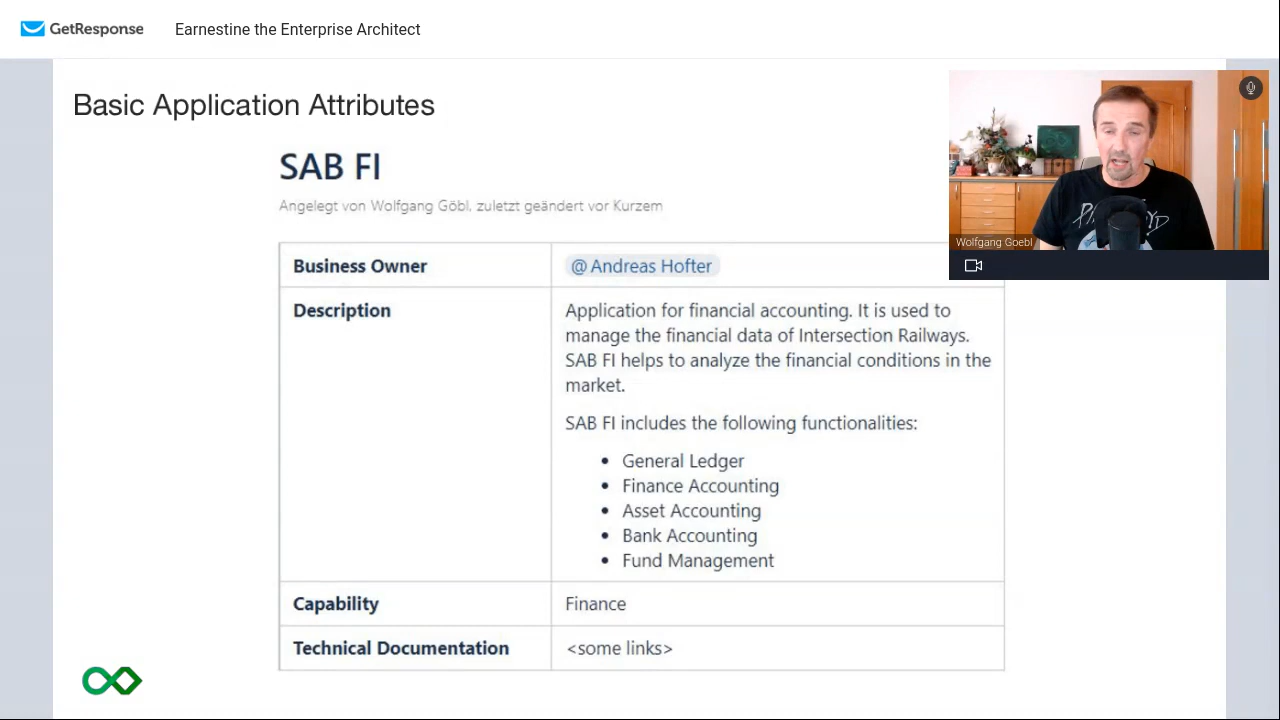 GetResponse
Earnestine the Enterprise Architect
Basic Application Attributes
SAB FI
Angelegt von Wolfgang Göbl, zuletzt geändert vor Kurzem
Business Owner
@ Andreas Hofter
Description
Application for financial accounting. It is used to
manage the financial data of Intersection Railways.
SAB FI helps to analyze the financial conditions in the
market.
SAB FI includes the following functionalities:
• General Ledger
• Finance Accounting
• Asset Accounting
• Bank Accounting
• Fund Management
Capability
Finance
Technical Documentation
<some links>
Wolfgang Goebl